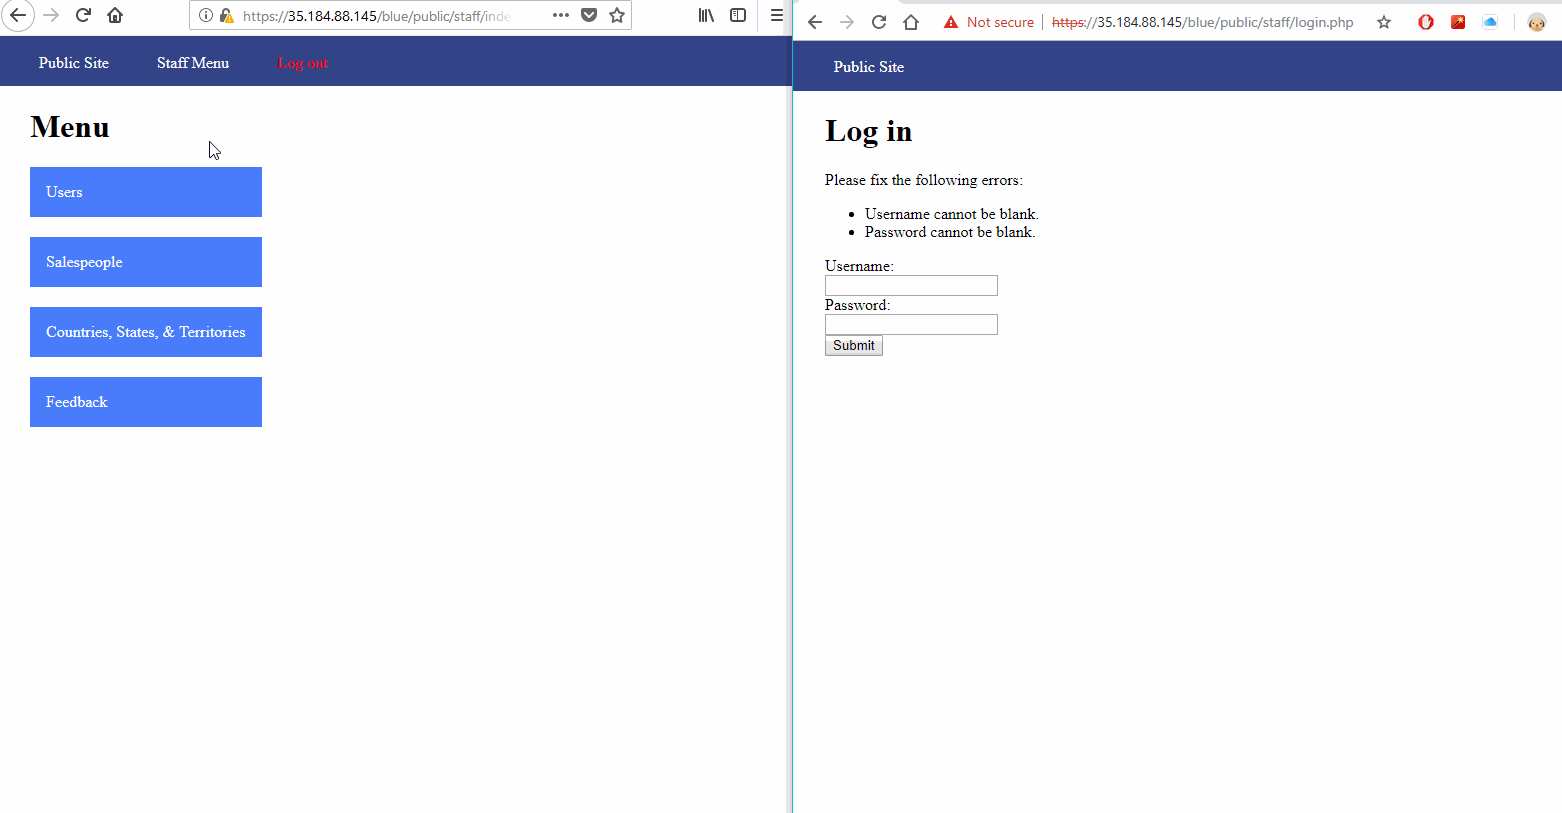 https://35.184.88.145/blue/public/staff/inde
Public Site Staff Menu Log out
Menu
Users
Salespeople
Countries, States, & Territories
Feedback
Not secure https://35.184.88.145/blue/public/staff/login.php
Public Site
Log in
Please fix the following errors:
• Username cannot be blank.
• Password cannot be blank.
Username:
Password:
Submit